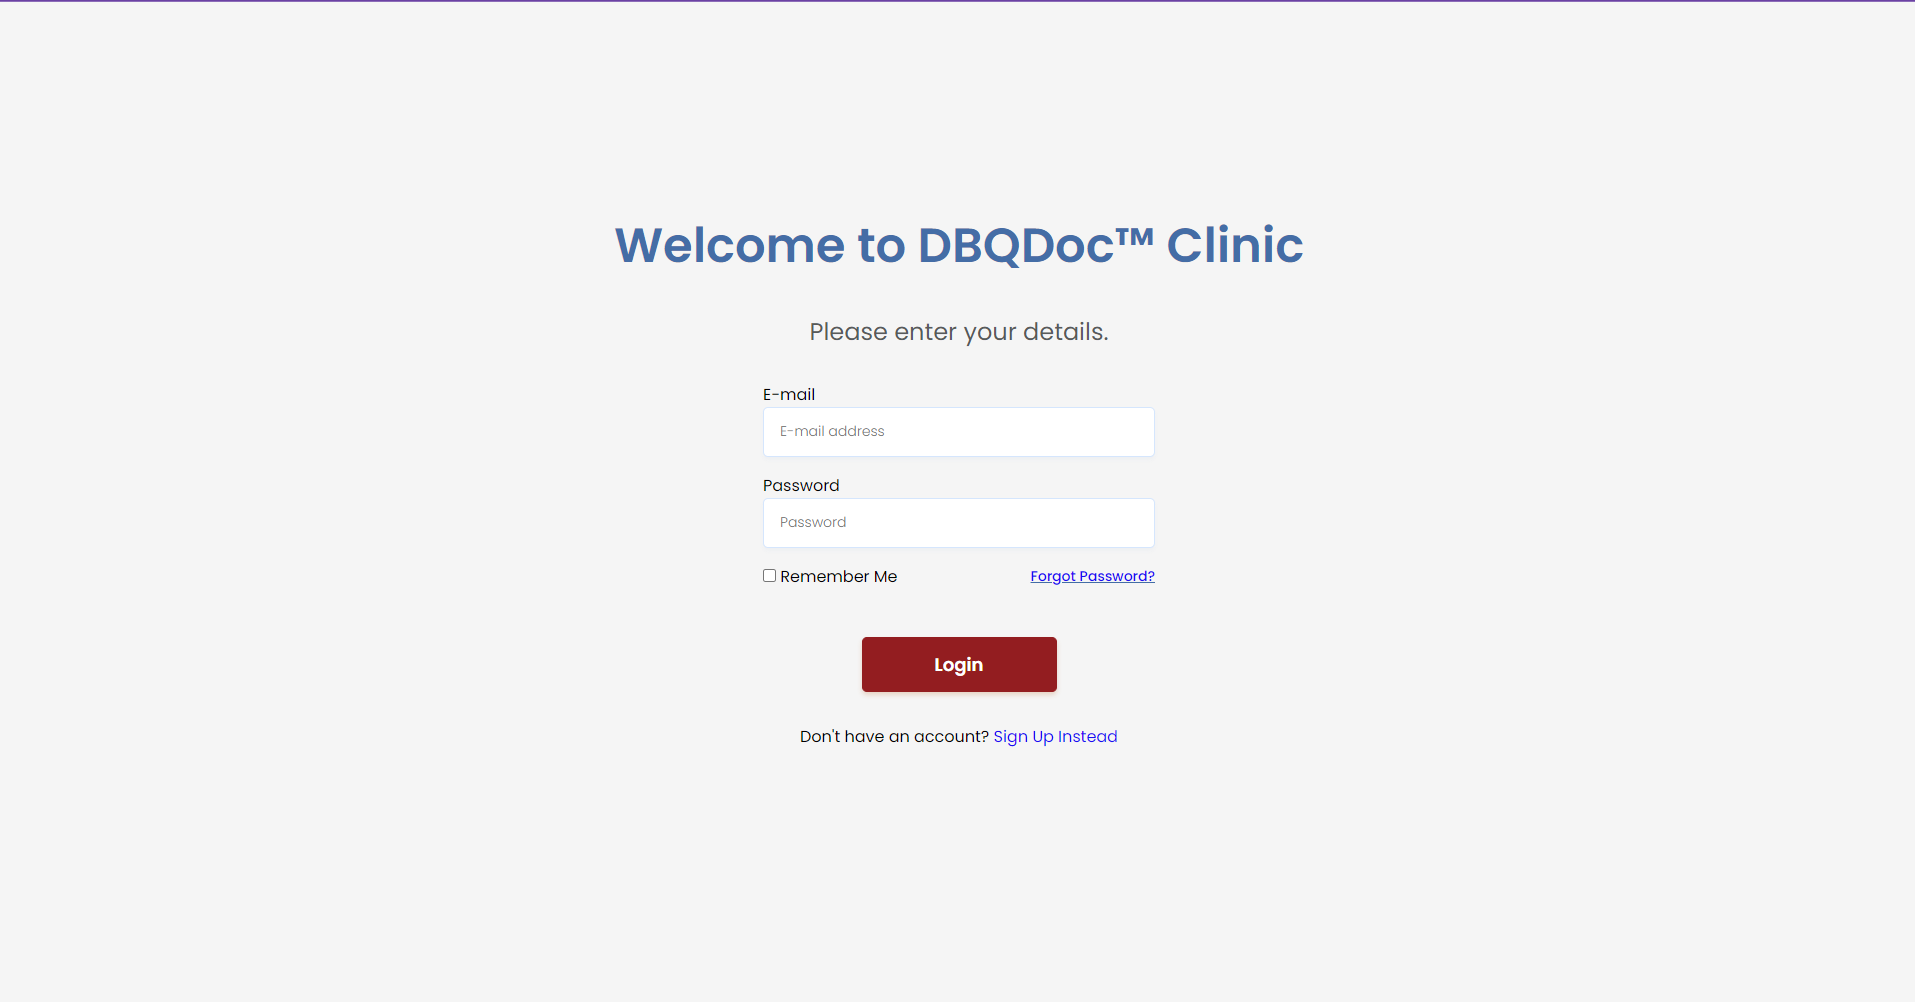 Welcome to DBQDoc™ Clinic
Please enter your details.
E-mail
E-mail address
Password
Password
Remember Me Forgot Password?
Login
Don't have an account? Sign Up Instead